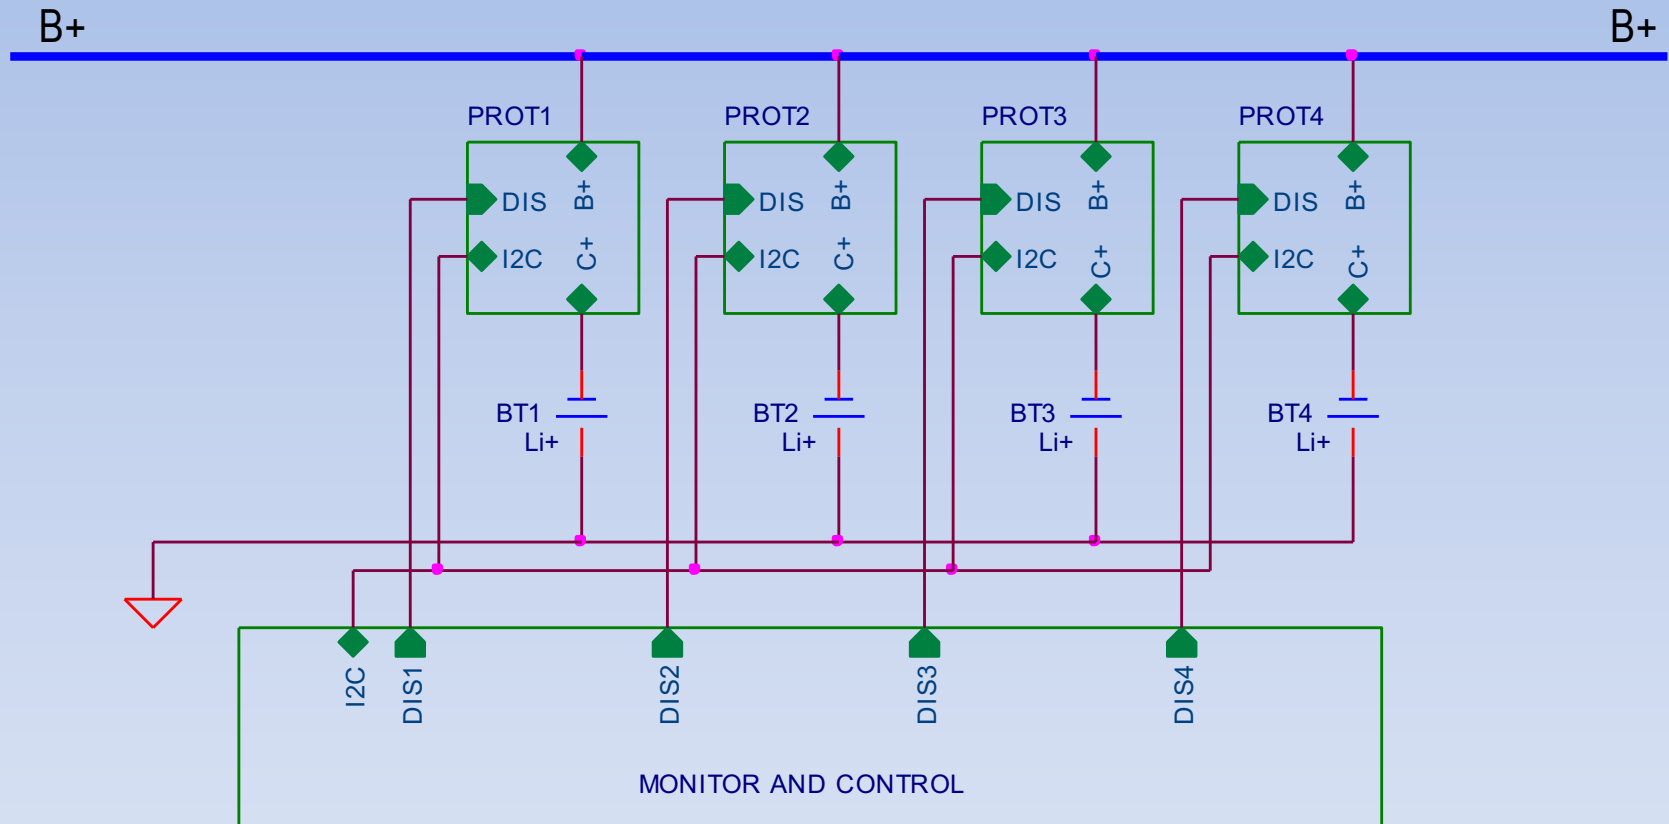 B+ B+
PROT1 PROT2 PROT3 PROT4
DIS B+ DIS B+ DIS B+ DIS B+
I2C C+ I2C C+ I2C C+ I2C C+
BT1 BT2 BT3 BT4
Li+ Li+ Li+ Li+
I2C DIS1 DIS2 DIS3 DIS4
MONITOR AND CONTROL